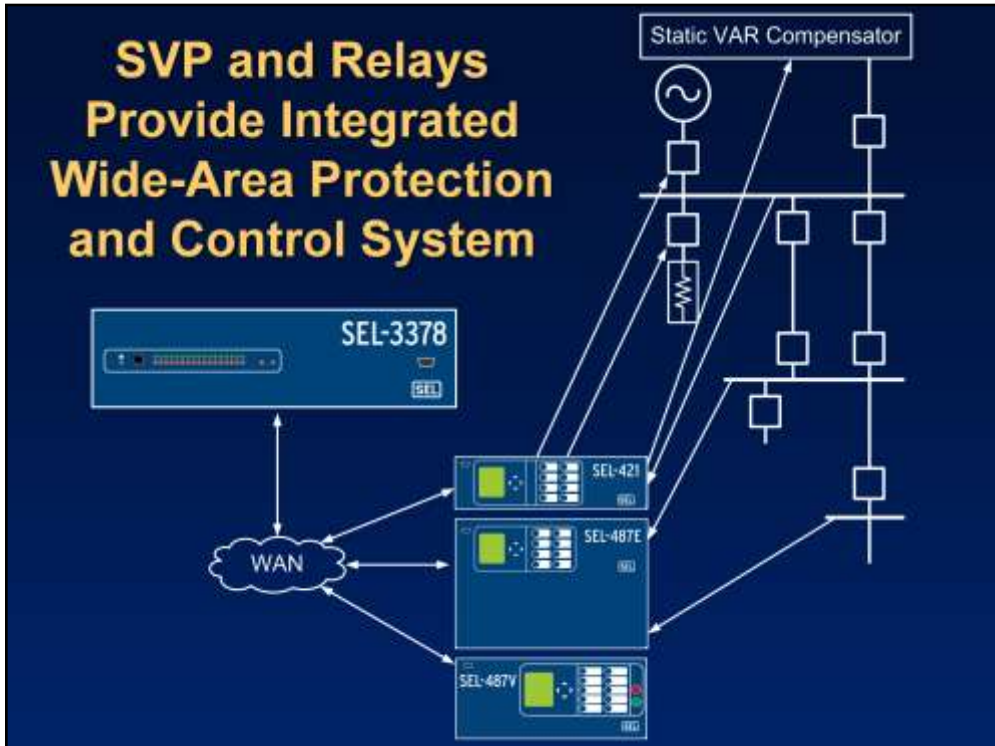 SVP and Relays
Provide Integrated
Wide-Area Protection
and Control System
Static VAR Compensator
SEL-3378
SEL
SEL-421
SEL
SEL-487E
SEL
WAN
SEL-487V
SEL